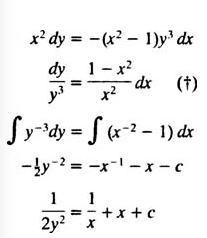 x² dy = −(x² − 1)y³ dx
dy/y³ = (1 − x²)/x² dx (†)
∫ y⁻³dy = ∫ (x⁻² − 1) dx
−½y⁻² = −x⁻¹ − x − c
1/2y² = 1/x + x + c